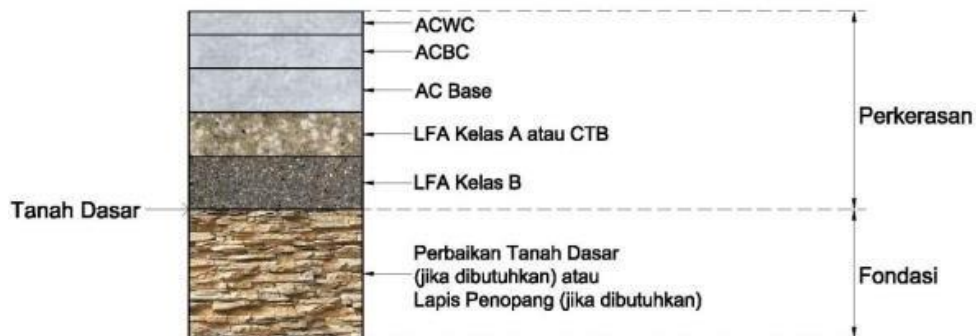 ACWC
ACBC
AC Base
LFA Kelas A atau CTB
LFA Kelas B
Perkerasan
Tanah Dasar
Perbaikan Tanah Dasar
(jika dibutuhkan) atau
Lapis Penopang (jika dibutuhkan)
Fondasi